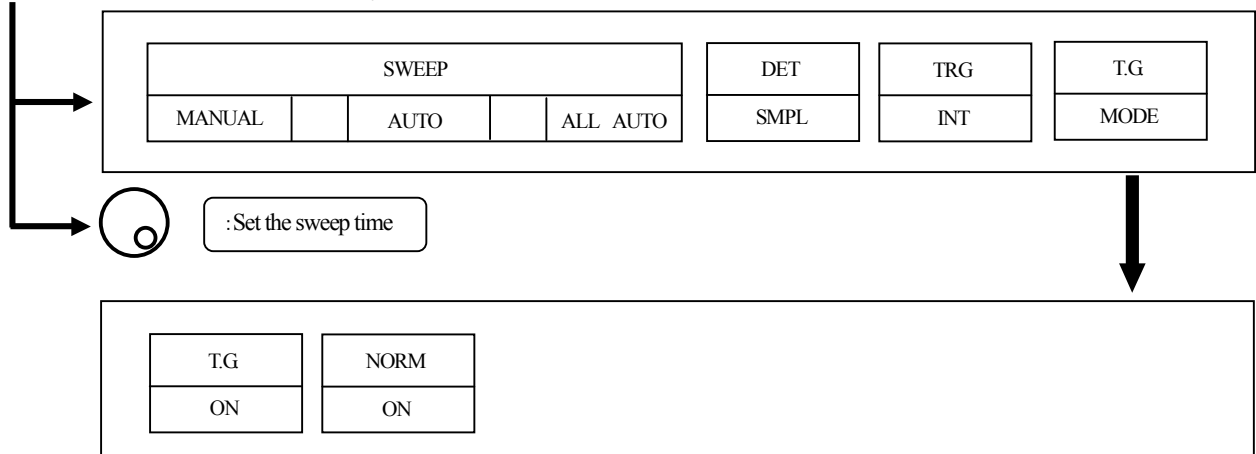 SWEEP
MANUAL AUTO ALL AUTO
DET
SMPL
TRG
INT
T.G
MODE
:Set the sweep time
T.G
ON
NORM
ON